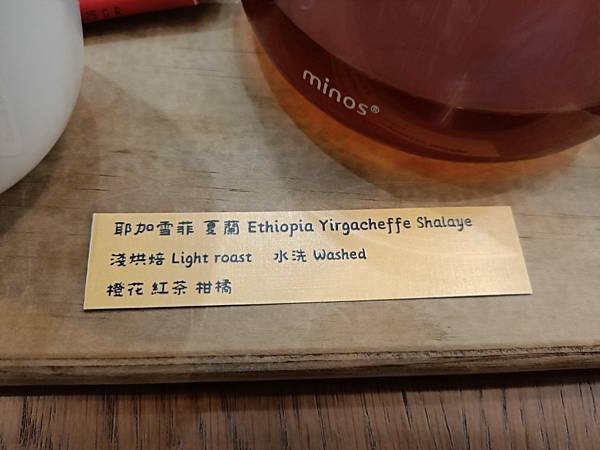 minos®
耶加雪菲 夏蘭 Ethiopia Yirgacheffe Shalaye
淺烘焙 Light roast 水洗 Washed
橙花 紅茶 柑橘